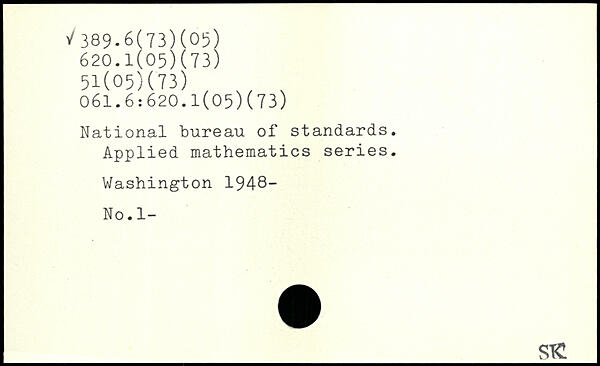 ✓ 389.6(73)(05)
620.1(05)(73)
51(05)(73)
061.6:620.1(05)(73)
National bureau of standards.
Applied mathematics series.
Washington 1948-
No.1-
SK